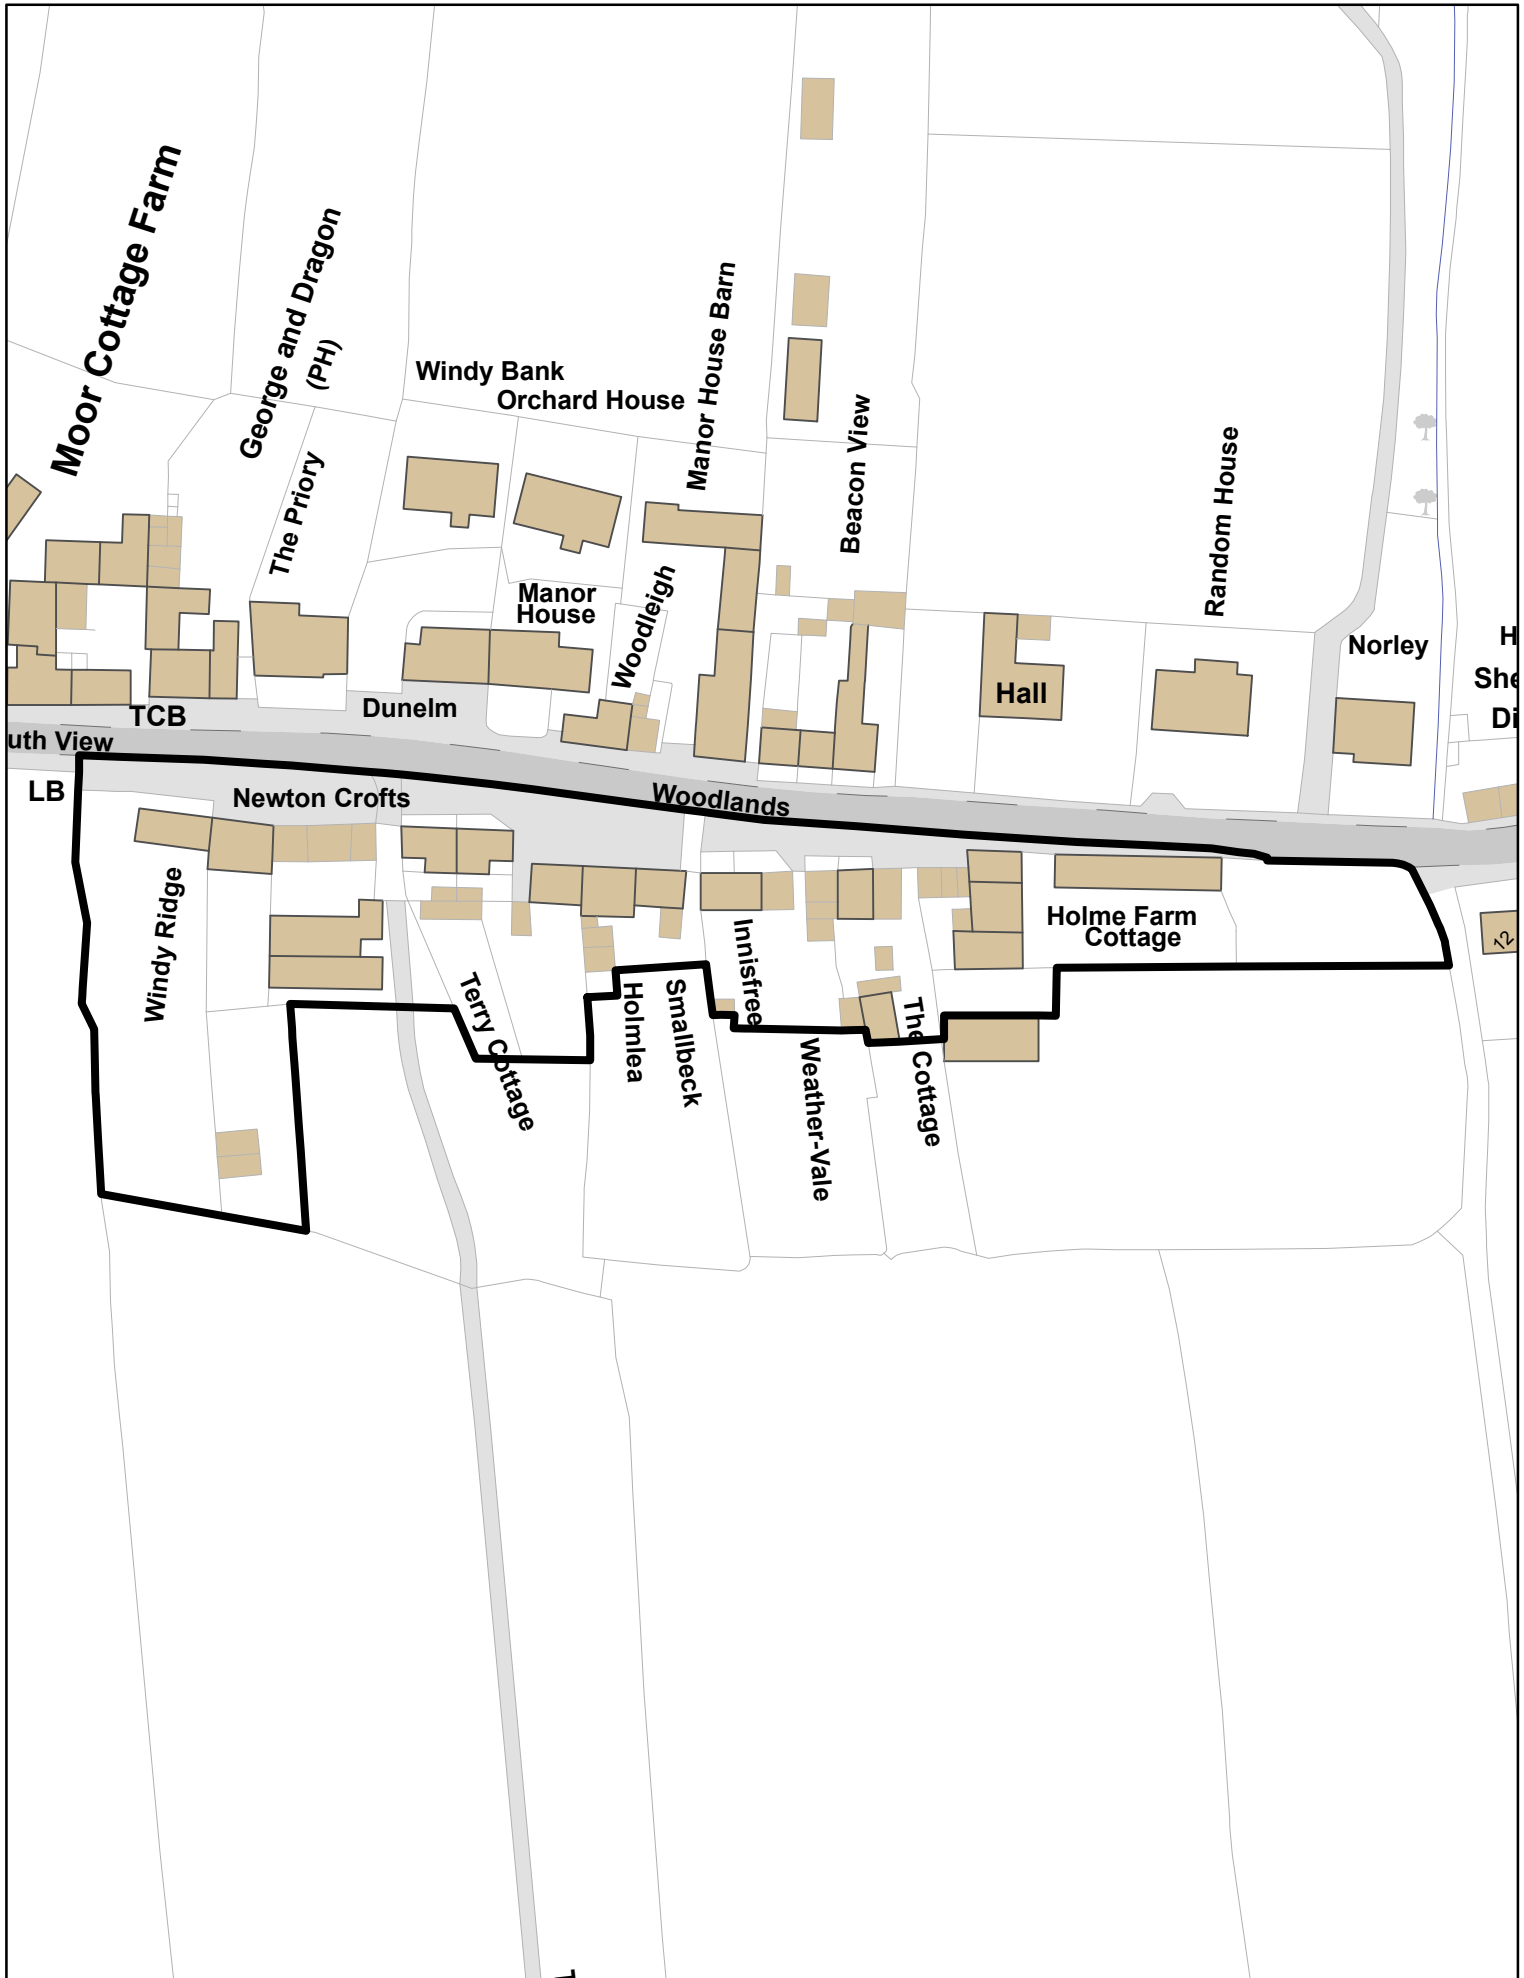 Moor Cottage Farm
George and Dragon
(PH)
The Priory
Windy Bank
Orchard House
Manor House Barn
Beacon View
Random House
Manor
House
Woodleigh
Norley
Hall
H
She
Di
TCB
Dunelm
uth View
LB
Newton Crofts
Woodlands
Windy Ridge
Holme Farm
Cottage
12
Terry Cottage
Holmlea
Smallbeck
Innisfree
Weather-Vale
The Cottage